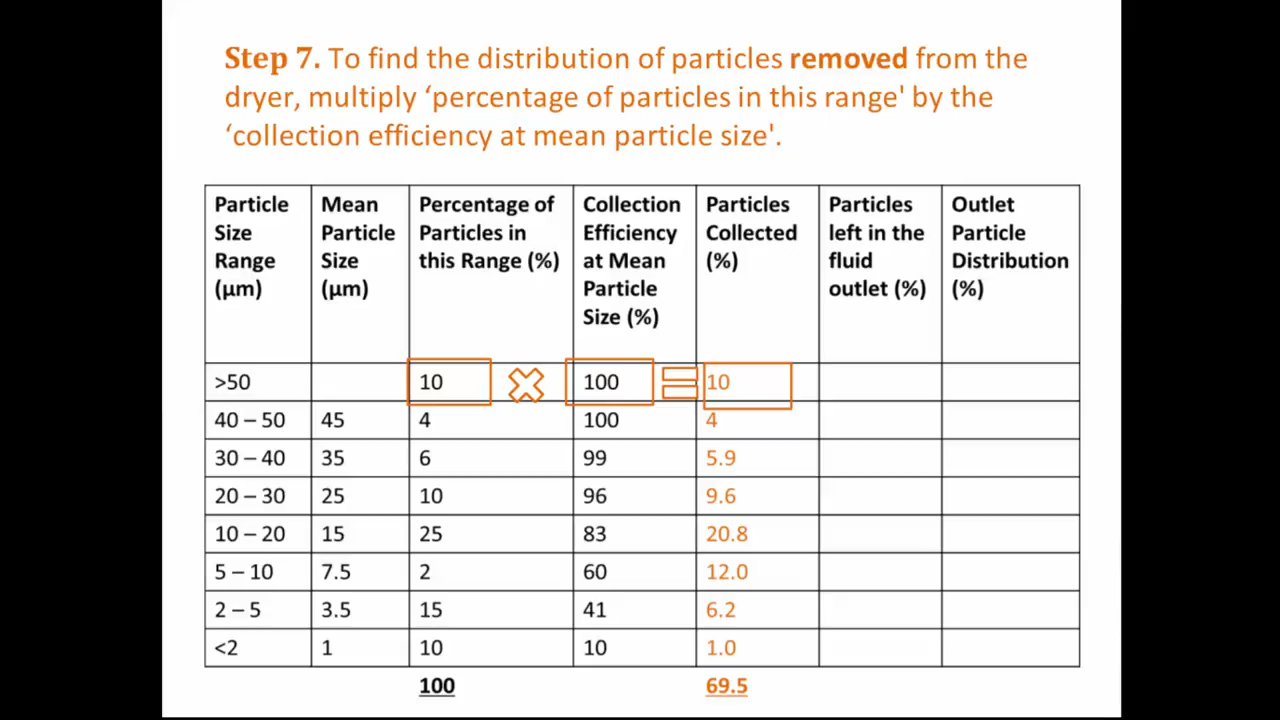 Step 7. To find the distribution of particles removed from the
dryer, multiply ‘percentage of particles in this range' by the
‘collection efficiency at mean particle size'.
Particle Size Range (µm) Mean Particle Size (µm) Percentage of Particles in this Range (%) Collection Efficiency at Mean Particle Size (%) Particles Collected (%) Particles left in the fluid outlet (%) Outlet Particle Distribution (%)
>50 10 100 10
40 – 50 45 4 100 4
30 – 40 35 6 99 5.9
20 – 30 25 10 96 9.6
10 – 20 15 25 83 20.8
5 – 10 7.5 2 60 12.0
2 – 5 3.5 15 41 6.2
<2 1 10 10 1.0
100 69.5